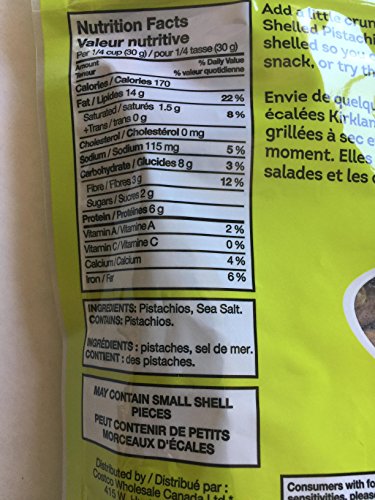 Nutrition Facts
Valeur nutritive
Per 1/4 cup (30 g) / pour 1/4 tasse (30 g)
Amount % Daily Value
Teneur % valeur quotidienne
Calories / Calories 170
Fat / Lipides 14 g 22 %
Saturated / saturés 1.5 g 8 %
+Trans / trans 0 g
Cholesterol / Cholestérol 0 mg
Sodium / Sodium 115 mg 5 %
Carbohydrate / Glucides 8 g 3 %
Fibre / Fibres 3 g 12 %
Sugars / Sucres 2 g
Protein / Protéines 6 g
Vitamin A / Vitamine A 2 %
Vitamin C / Vitamine C 0 %
Calcium / Calcium 4 %
Iron / Fer 6 %
INGREDIENTS: Pistachios, Sea Salt.
CONTAINS: Pistachios.
INGRÉDIENTS : pistaches, sel de mer.
CONTIENT : des pistaches.
MAY CONTAIN SMALL SHELL
PIECES
PEUT CONTENIR DE PETITS
MORCEAUX D'ÉCALES
Distributed by / Distribué par :
Costco Wholesale Canada Ltd.*
415 W.
Add a little crun
Shelled Pistachi
shelled so you
snack, or try th
Envie de quelqu
écalées Kirklan
grillées à sec e
moment. Elles
salades et les
Consumers with fo
sensitivities, please